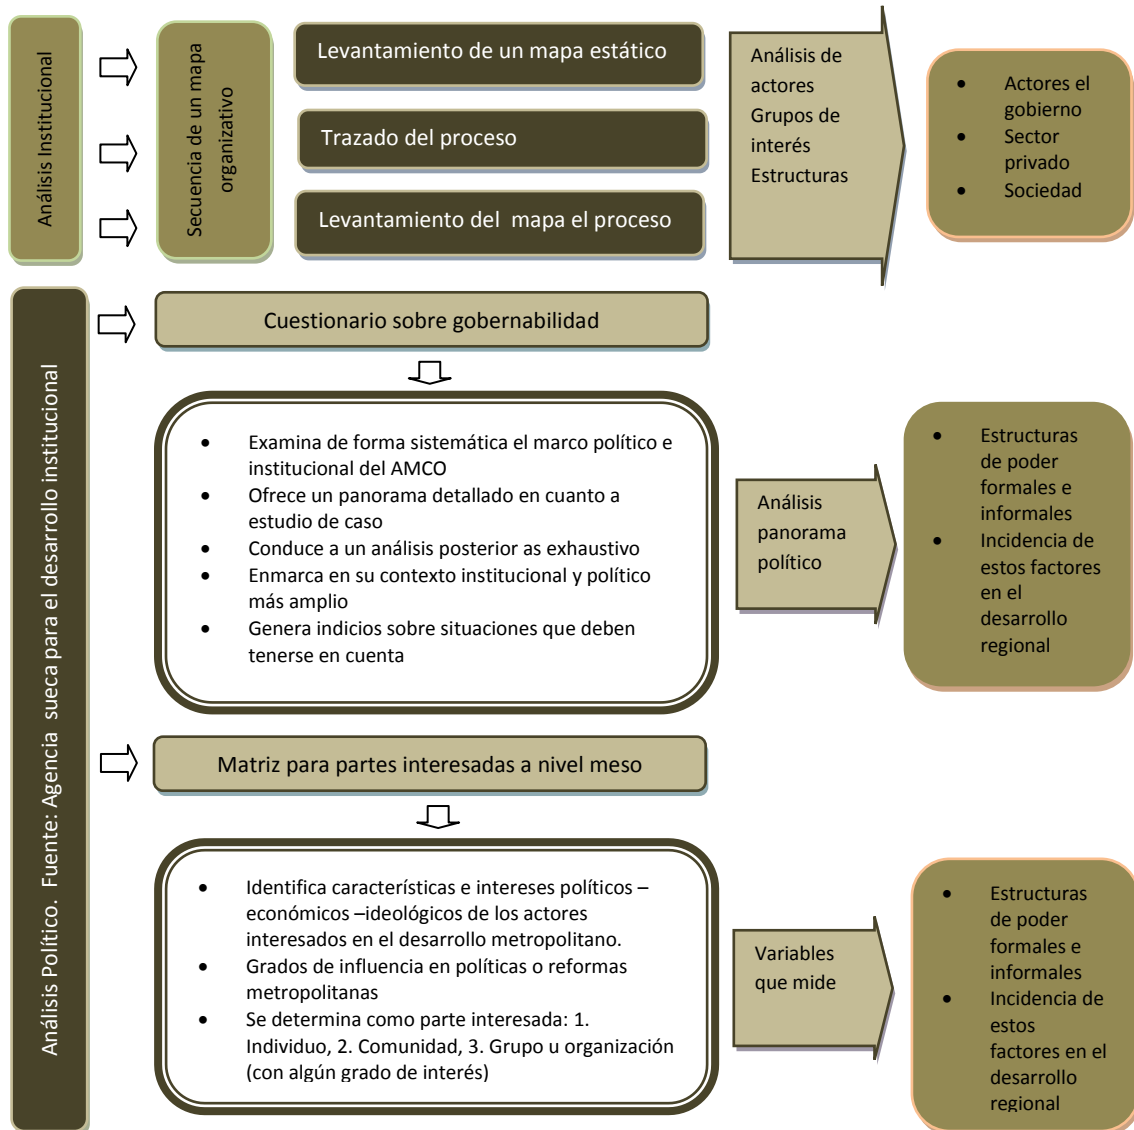 Análisis Institucional
Secuencia de un mapa
organizativo
Levantamiento de un mapa estático
Trazado del proceso
Levantamiento del mapa el proceso
Análisis de
actores
Grupos de
interés
Estructuras
• Actores el
gobierno
• Sector
privado
• Sociedad
Análisis Político. Fuente: Agencia sueca para el desarrollo institucional
Cuestionario sobre gobernabilidad
• Examina de forma sistemática el marco político e
institucional del AMCO
• Ofrece un panorama detallado en cuanto a
estudio de caso
• Conduce a un análisis posterior as exhaustivo
• Enmarca en su contexto institucional y político
más amplio
• Genera indicios sobre situaciones que deben
tenerse en cuenta
Análisis
panorama
político
• Estructuras
de poder
formales e
informales
• Incidencia de
estos factores
en el
desarrollo
regional
Matriz para partes interesadas a nivel meso
• Identifica características e intereses políticos –
económicos –ideológicos de los actores
interesados en el desarrollo metropolitano.
• Grados de influencia en políticas o reformas
metropolitanas
• Se determina como parte interesada: 1.
Individuo, 2. Comunidad, 3. Grupo u organización
(con algún grado de interés)
Variables
que mide
• Estructuras
de poder
formales e
informales
• Incidencia de
estos
factores en el
desarrollo
regional